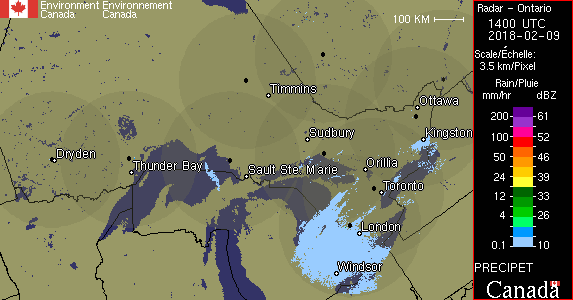 Environment Environnement
Canada Canada
Radar - Ontario
1400 UTC
2018-02-09
100 KM
Scale/Échelle:
3.5 km/Pixel
Rain/Pluie
mm/hr dBZ
200 61
100 52
50 46
24 39
12 33
4 26
0.1 10
PRECIPET
Canada
Timmins
Ottawa
Sudbury
Kingston
Dryden
Thunder Bay
Sault Ste. Marie
Orillia
Toronto
London
Windsor